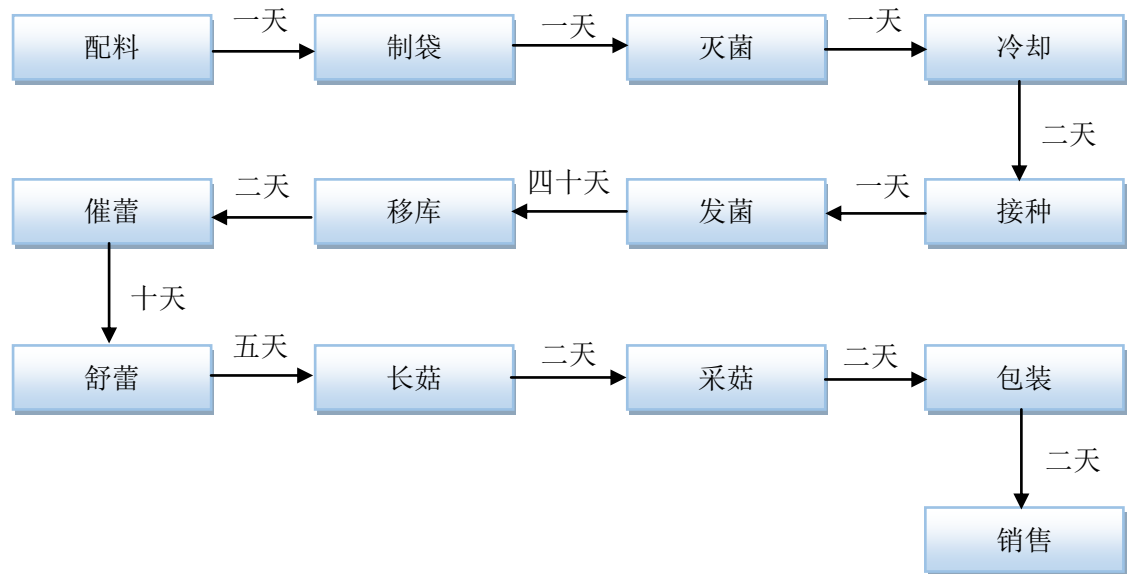 配料
一天
制袋
一天
灭菌
一天
冷却
二天
接种
一天
发菌
四十天
移库
二天
催蕾
十天
舒蕾
五天
长菇
二天
采菇
二天
包装
二天
销售